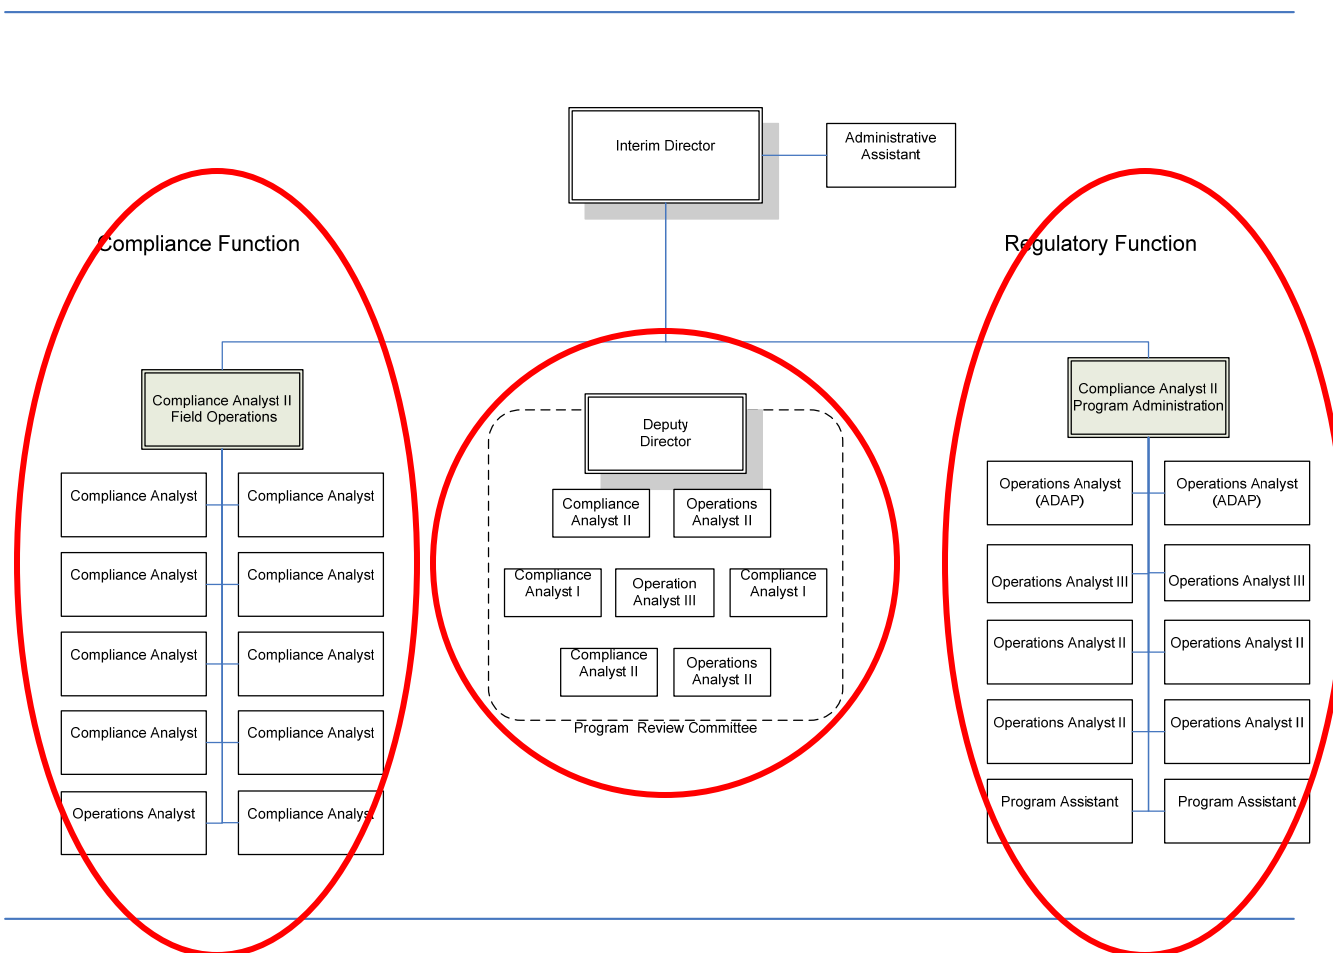 Interim Director
Administrative
Assistant
Compliance Function
Regulatory Function
Compliance Analyst II
Field Operations
Compliance Analyst
Compliance Analyst
Compliance Analyst
Compliance Analyst
Compliance Analyst
Compliance Analyst
Compliance Analyst
Compliance Analyst
Operations Analyst
Compliance Analyst
Deputy
Director
Compliance
Analyst II
Operations
Analyst II
Compliance
Analyst I
Operation
Analyst III
Compliance
Analyst I
Compliance
Analyst II
Operations
Analyst II
Program Review Committee
Compliance Analyst II
Program Administration
Operations Analyst
(ADAP)
Operations Analyst
(ADAP)
Operations Analyst III
Operations Analyst III
Operations Analyst II
Operations Analyst II
Operations Analyst II
Operations Analyst II
Program Assistant
Program Assistant